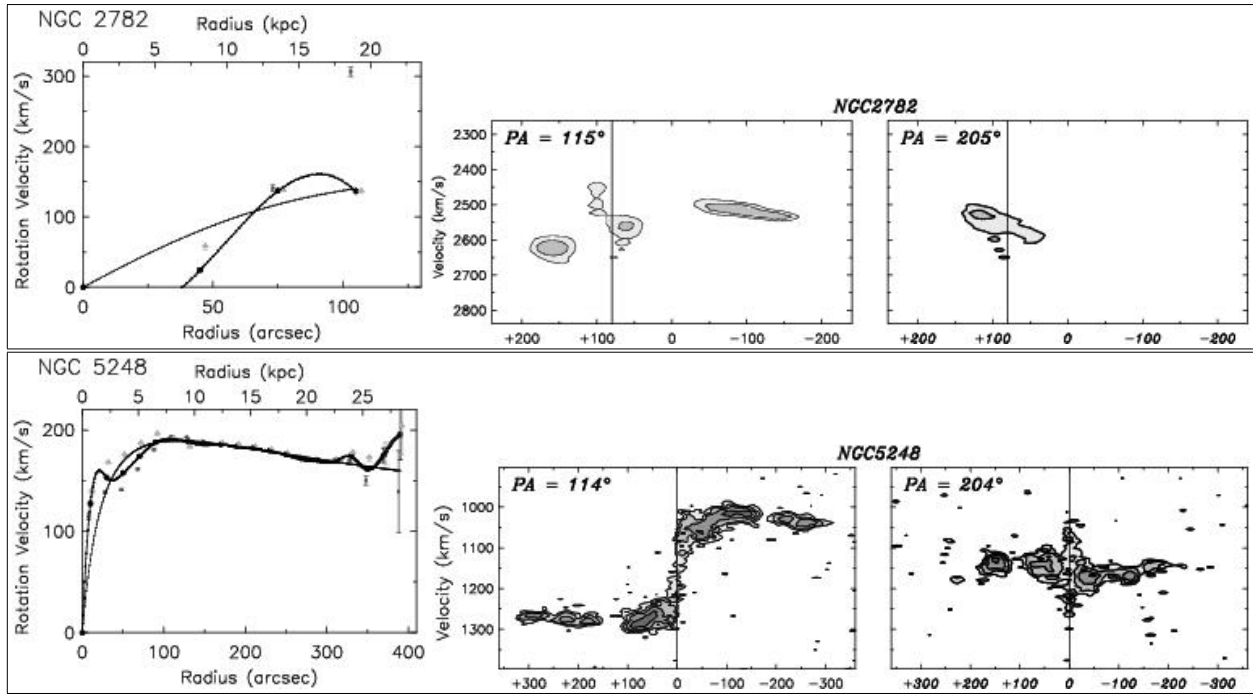 NGC 2782
Radius (kpc)
0 5 10 15 20
Rotation Velocity (km/s)
300
200
100
0
0 50 100
Radius (arcsec)
NGC2782
PA = 115°
PA = 205°
Velocity (km/s)
2300
2400
2500
2600
2700
2800
+200 +100 0 -100 -200
+200 +100 0 -100 -200
NGC 5248
Radius (kpc)
0 5 10 15 20 25
Rotation Velocity (km/s)
200
150
100
50
0
0 100 200 300 400
Radius (arcsec)
NGC5248
PA = 114°
PA = 204°
Velocity (km/s)
1000
1100
1200
1300
+300 +200 +100 0 -100 -200 -300
+300 +200 +100 0 -100 -200 -300